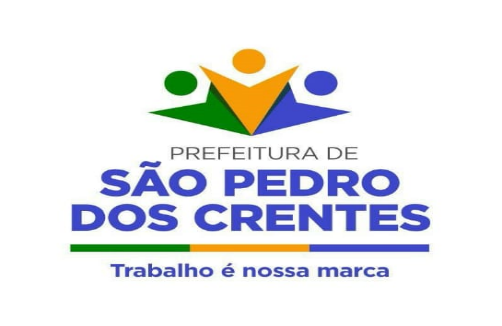 PREFEITURA DE
SÃO PEDRO
DOS CRENTES
Trabalho é nossa marca